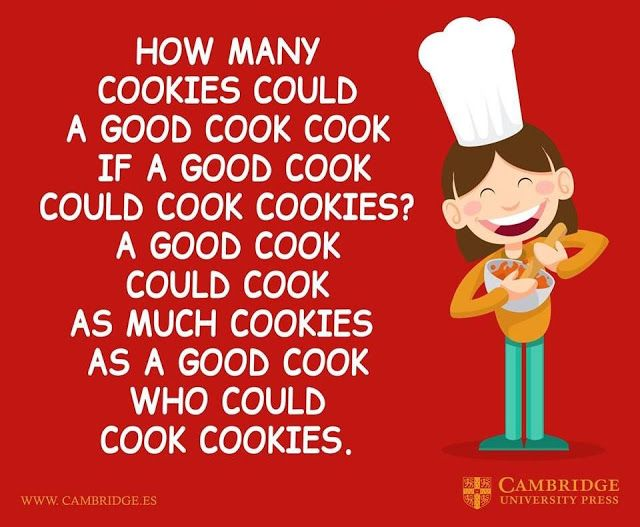 HOW MANY
COOKIES COULD
A GOOD COOK COOK
IF A GOOD COOK
COULD COOK COOKIES?
A GOOD COOK
COULD COOK
AS MUCH COOKIES
AS A GOOD COOK
WHO COULD
COOK COOKIES.
WWW. CAMBRIDGE.ES
CAMBRIDGE
UNIVERSITY PRESS